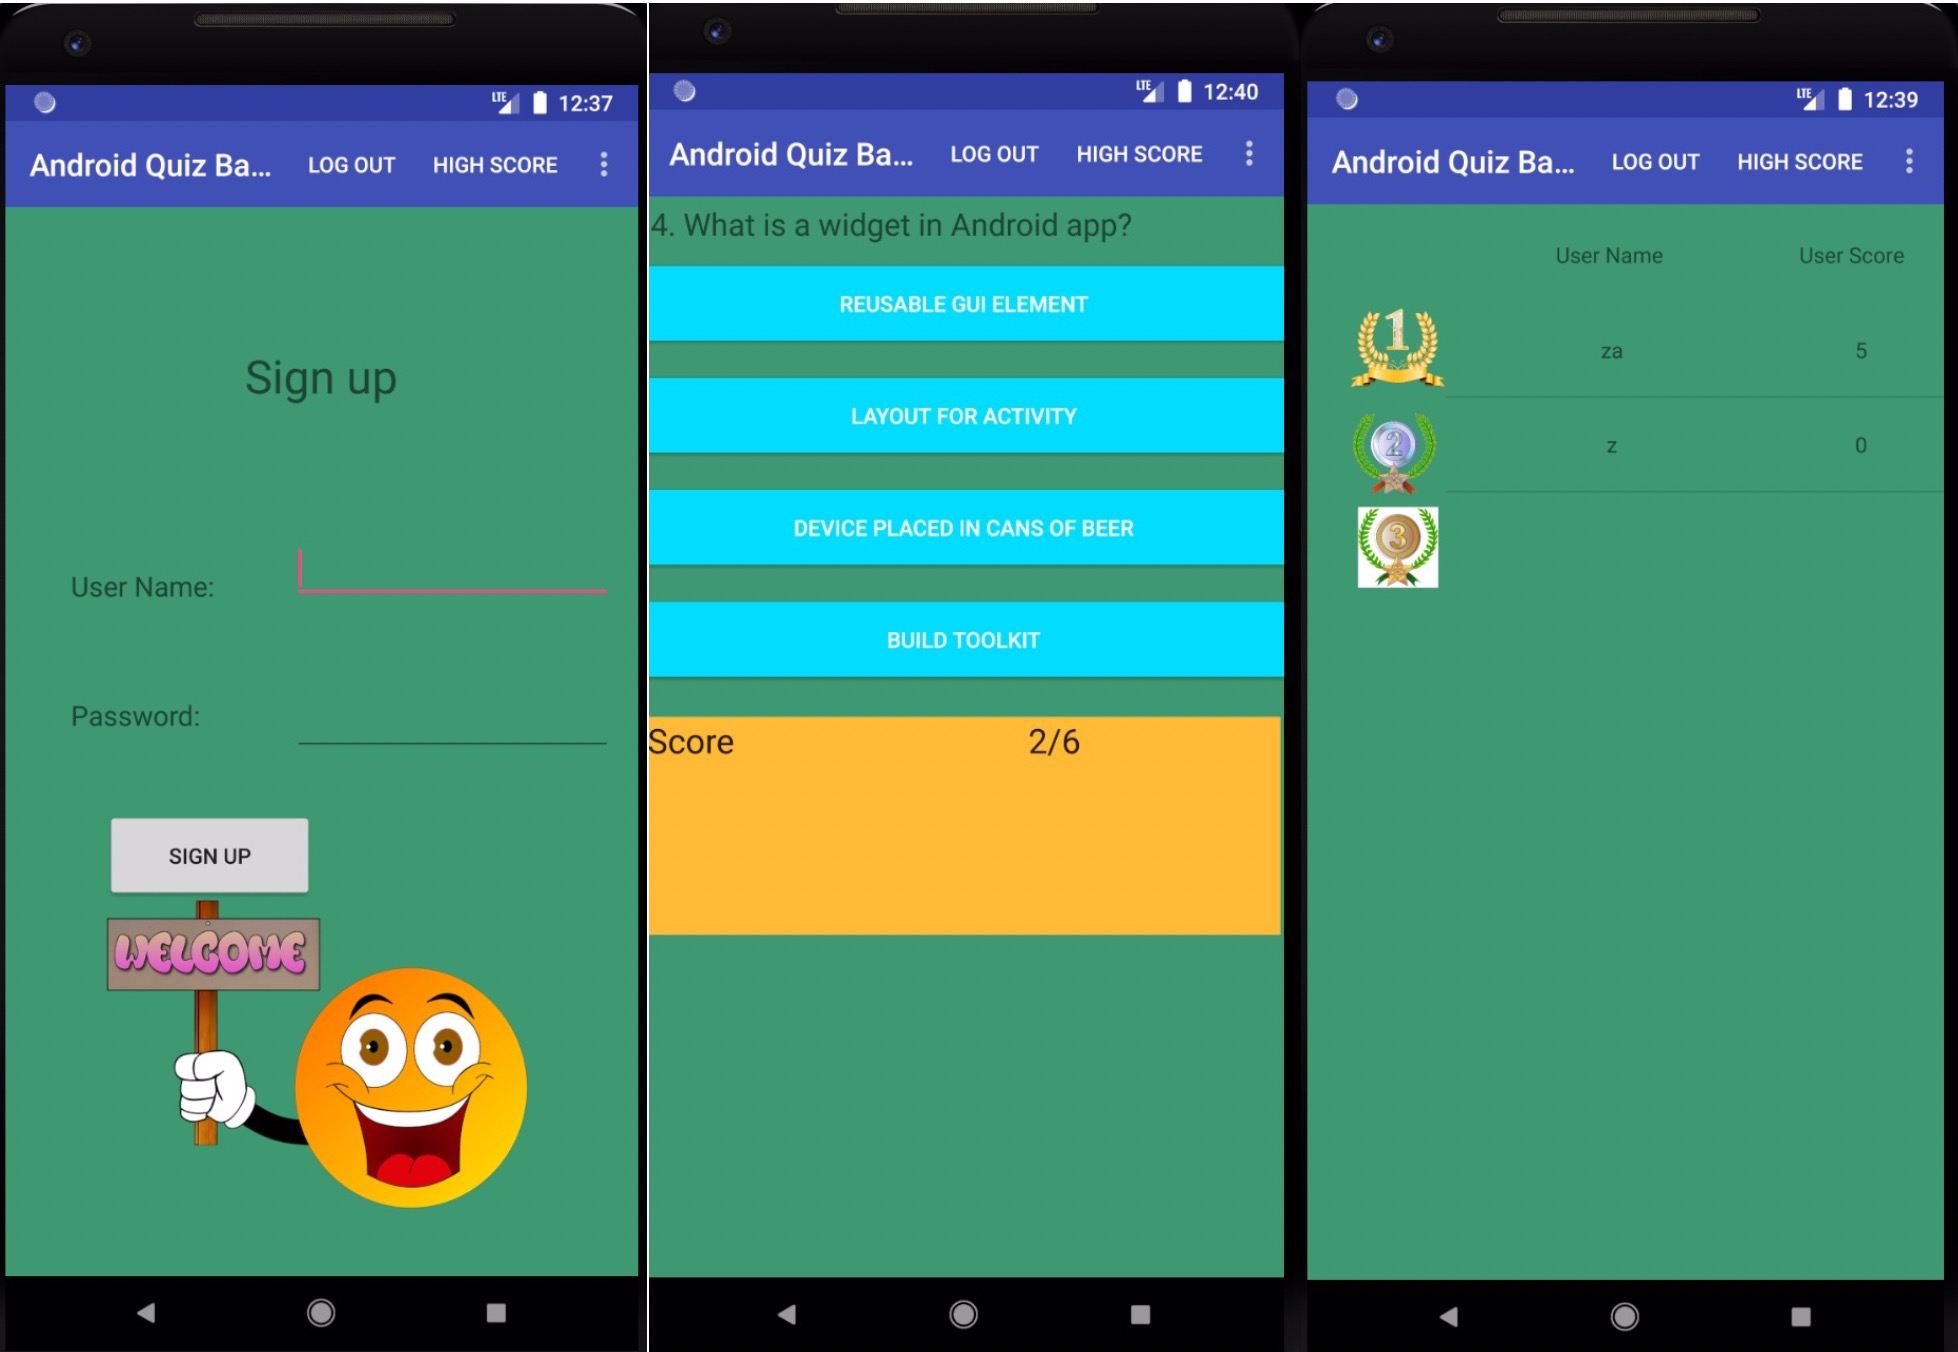 LTE 12:37
Android Quiz Ba... LOG OUT HIGH SCORE
Sign up
User Name:
Password:
SIGN UP
WELCOME
LTE 12:40
Android Quiz Ba... LOG OUT HIGH SCORE
4. What is a widget in Android app?
REUSABLE GUI ELEMENT
LAYOUT FOR ACTIVITY
DEVICE PLACED IN CANS OF BEER
BUILD TOOLKIT
Score 2/6
LTE 12:39
Android Quiz Ba... LOG OUT HIGH SCORE
User Name User Score
1 za 5
2 z 0
3